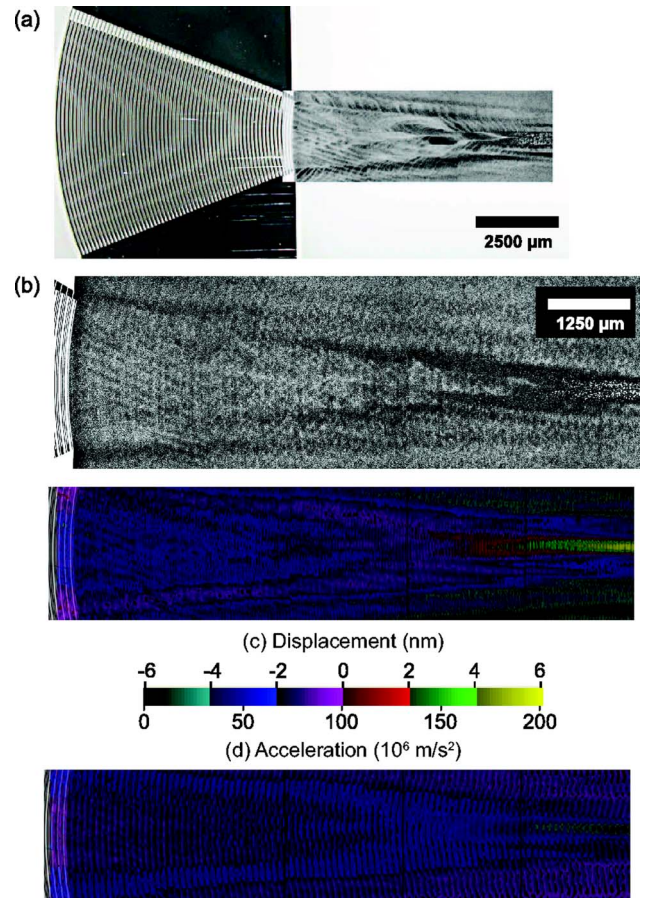 (a)
2500 µm
(b)
1250 µm
(c) Displacement (nm)
-6 -4 -2 0 2 4 6
0 50 100 150 200
(d) Acceleration (10⁶ m/s²)